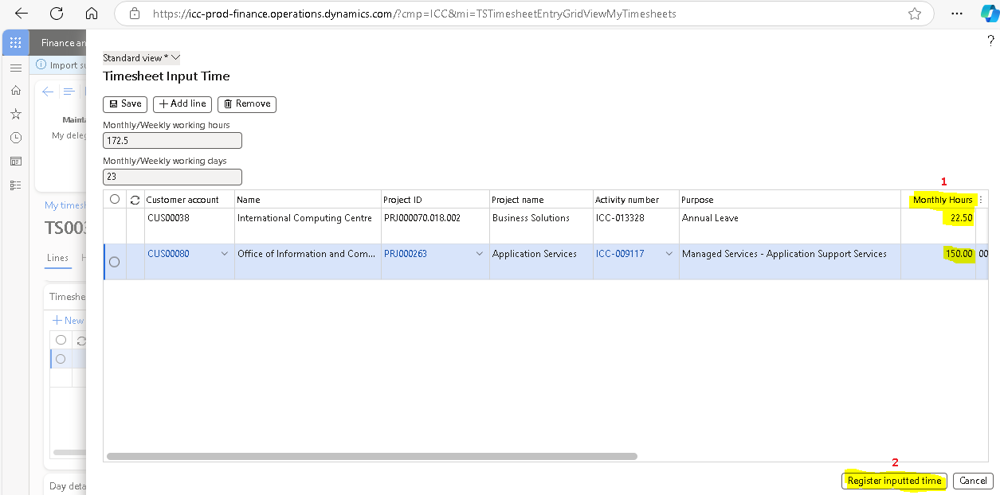 https://icc-prod-finance.operations.dynamics.com/?cmp=ICC&mi=TSTimesheetEntryGridViewMyTimesheets
Finance an
?
Import su
Standard view *
Timesheet Input Time
Save
Add line
Remove
Mainta
My deleg
Monthly/Weekly working hours
172.5
Monthly/Weekly working days
23
1
Customer account Name Project ID Project name Activity number Purpose Monthly Hours
CUS00038 International Computing Centre PRJ000070.018.002 Business Solutions ICC-013328 Annual Leave 22.50
CUS00080 Office of Information and Com... PRJ000263 Application Services ICC-009117 Managed Services - Application Support Services 150.00 00
My timesh
TS003
Lines H
Timeshe
New
Day deta
2
Register inputted time
Cancel